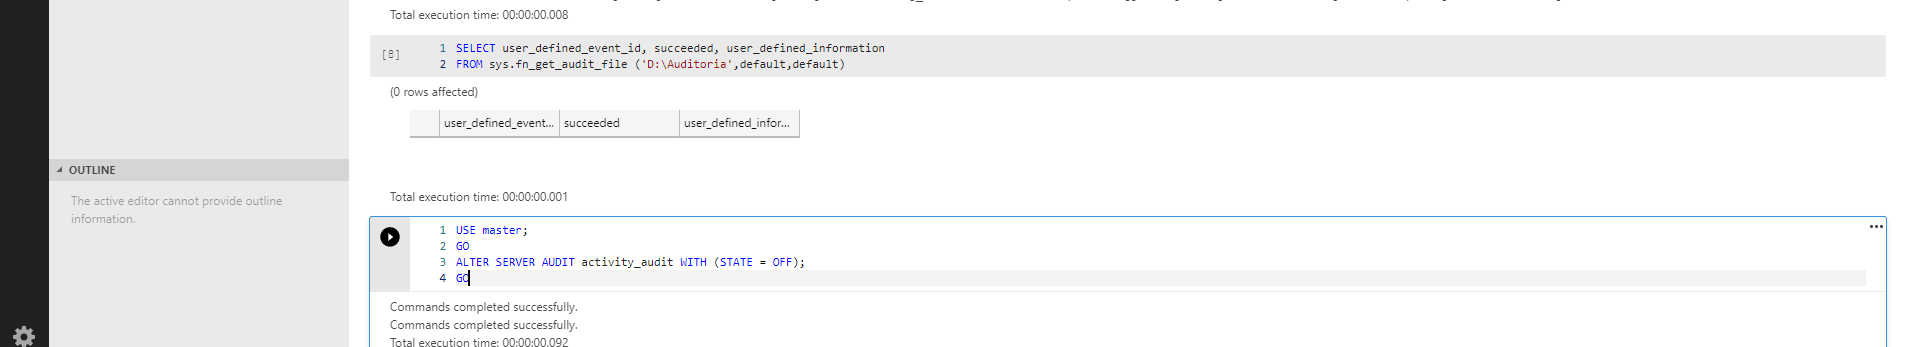 Total execution time: 00:00:00.008
[8]
1 SELECT user_defined_event_id, succeeded, user_defined_information
2 FROM sys.fn_get_audit_file ('D:\Auditoria',default,default)
(0 rows affected)
user_defined_event... succeeded user_defined_infor...
OUTLINE
The active editor cannot provide outline
information.
Total execution time: 00:00:00.001
1 USE master;
2 GO
3 ALTER SERVER AUDIT activity_audit WITH (STATE = OFF);
4 GO
Commands completed successfully.
Commands completed successfully.
Total execution time: 00:00:00.092